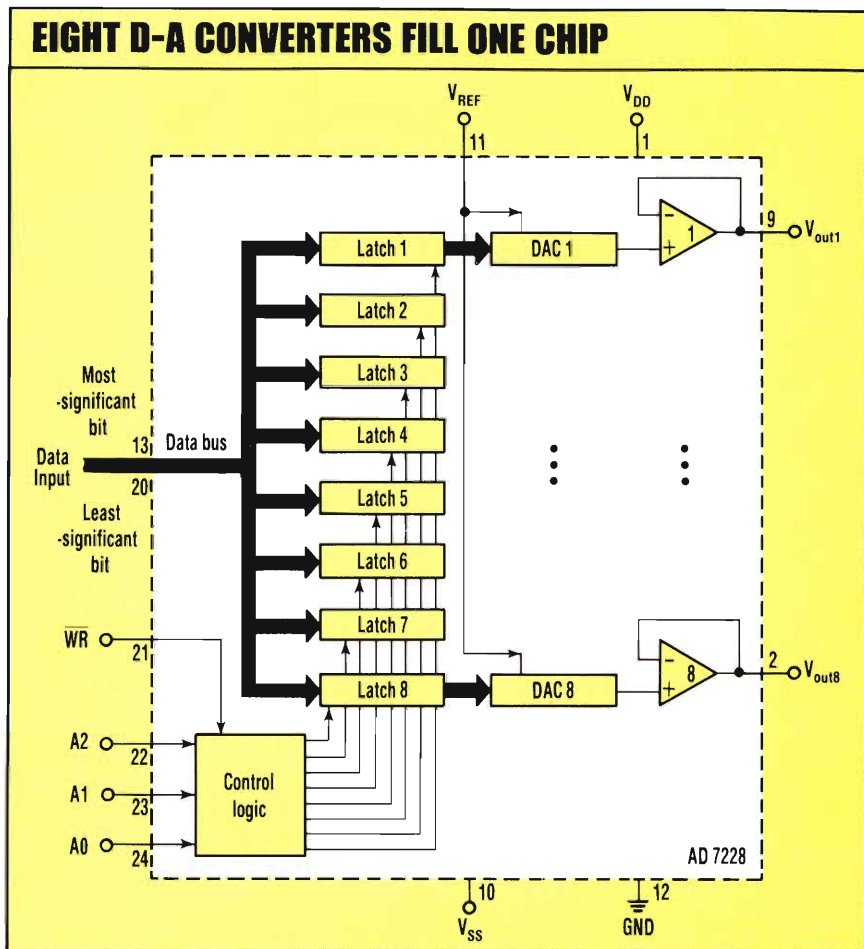 EIGHT D-A CONVERTERS FILL ONE CHIP
VREF
11
VDD
1
Latch 1
DAC 1
-
+
1
9
Vout1
Latch 2
Latch 3
Latch 4
Latch 5
Latch 6
Latch 7
Latch 8
DAC 8
-
+
8
2
Vout8
Most
-significant
bit
13
Data bus
Data
Input
20
Least
-significant
bit
W̅R̅
21
A2
22
A1
23
A0
24
Control
logic
AD 7228
10
VSS
12
GND